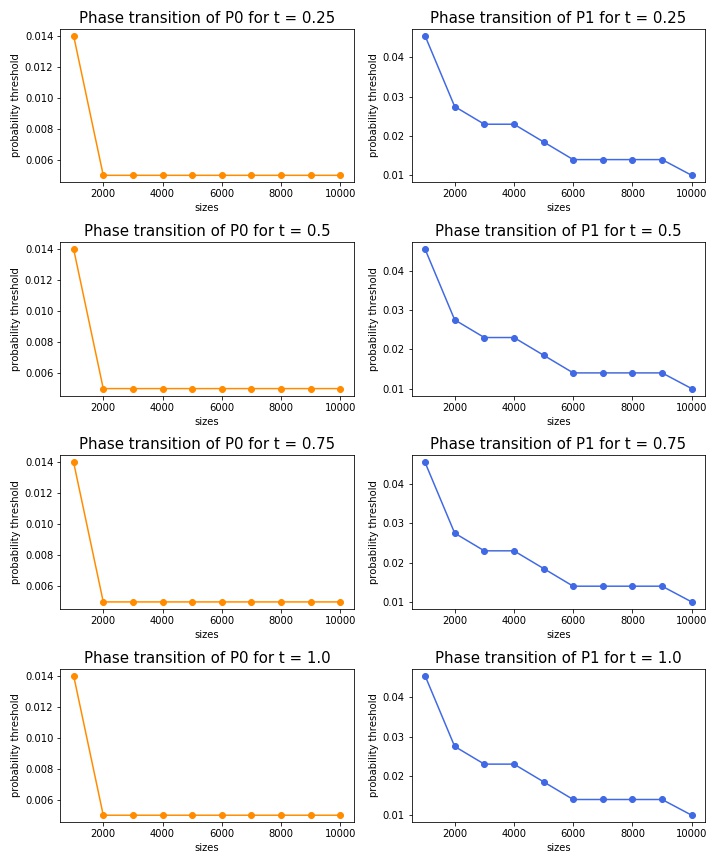 Phase transition of P0 for t = 0.25
Phase transition of P1 for t = 0.25
probability threshold
0.014
0.012
0.010
0.008
0.006
2000 4000 6000 8000 10000
sizes
probability threshold
0.04
0.03
0.02
0.01
2000 4000 6000 8000 10000
sizes
Phase transition of P0 for t = 0.5
Phase transition of P1 for t = 0.5
probability threshold
0.014
0.012
0.010
0.008
0.006
2000 4000 6000 8000 10000
sizes
probability threshold
0.04
0.03
0.02
0.01
2000 4000 6000 8000 10000
sizes
Phase transition of P0 for t = 0.75
Phase transition of P1 for t = 0.75
probability threshold
0.014
0.012
0.010
0.008
0.006
2000 4000 6000 8000 10000
sizes
probability threshold
0.04
0.03
0.02
0.01
2000 4000 6000 8000 10000
sizes
Phase transition of P0 for t = 1.0
Phase transition of P1 for t = 1.0
probability threshold
0.014
0.012
0.010
0.008
0.006
2000 4000 6000 8000 10000
sizes
probability threshold
0.04
0.03
0.02
0.01
2000 4000 6000 8000 10000
sizes